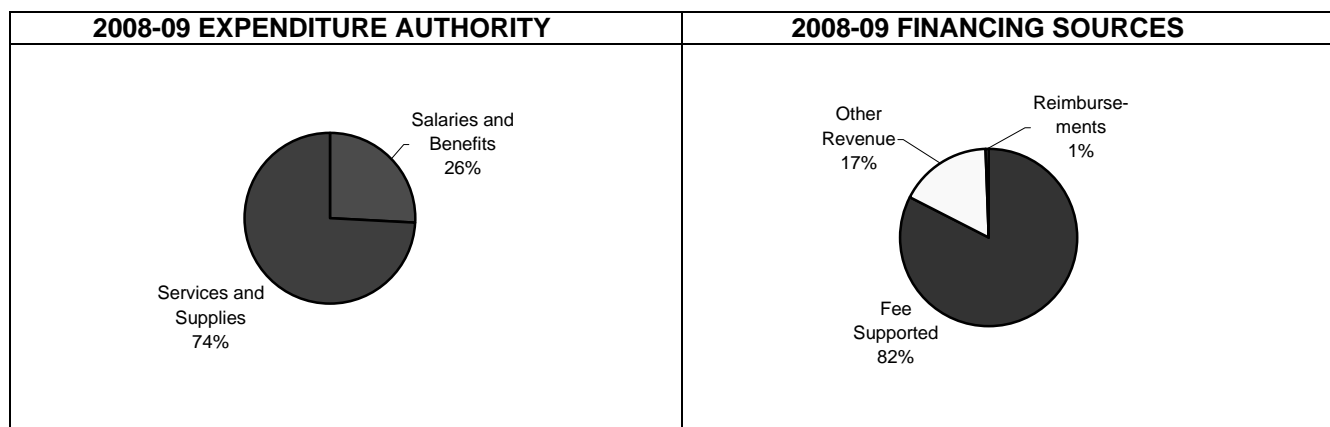 2008-09 EXPENDITURE AUTHORITY
Salaries and
Benefits
26%
Services and
Supplies
74%
2008-09 FINANCING SOURCES
Other
Revenue
17%
Reimburse-
ments
1%
Fee
Supported
82%